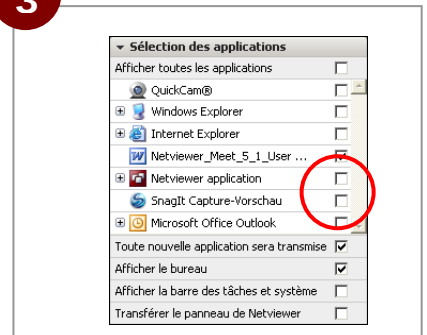 3
Sélection des applications
Afficher toutes les applications
QuickCam®
Windows Explorer
Internet Explorer
Netviewer_Meet_5_1_User ...
Netviewer application
SnagIt Capture-Vorschau
Microsoft Office Outlook
Toute nouvelle application sera transmise
Afficher le bureau
Afficher la barre des tâches et système
Transférer le panneau de Netviewer